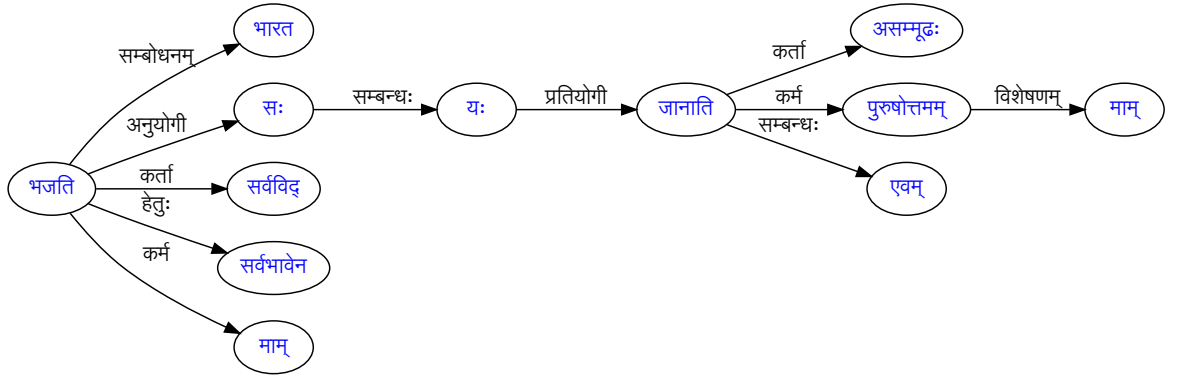 भारत
असम्मूढः
सम्बोधनम्
कर्ता
सः
सम्बन्धः
यः
प्रतियोगी
जानाति
कर्म
पुरुषोत्तमम्
विशेषणम्
माम्
अनुयोगी
सम्बन्धः
भजति
कर्ता
सर्वविद्
एवम्
हेतुः
सर्वभावेन
कर्म
माम्